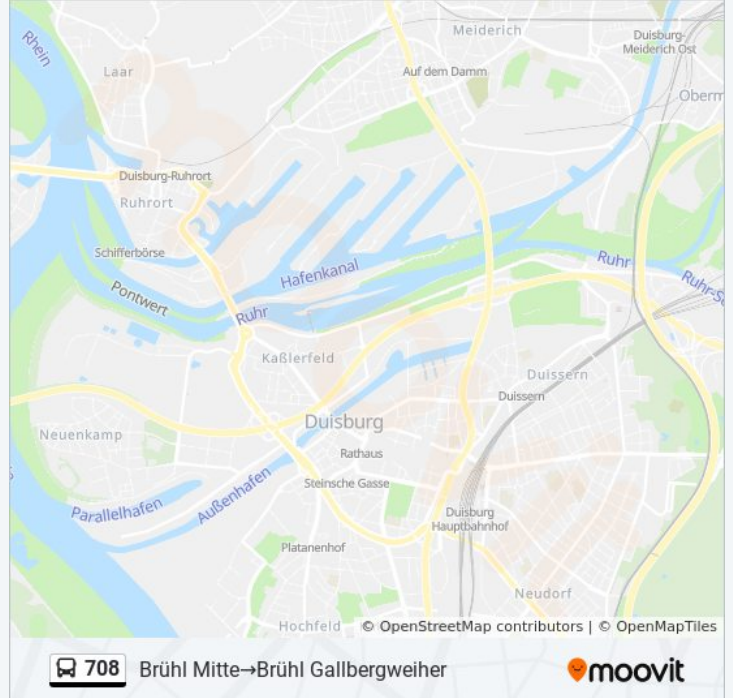 Meiderich
Duisburg-
Meiderich Ost
Rhein
Laar
Auf dem Damm
Oberm
Duisburg-Ruhrort
Ruhrort
Schifferbörse
Hafenkanal
Ruhr
Pontwert
Ruhr
Kaßlerfeld
Duissern
Duissern
Duisburg
Neuenkamp
Rathaus
Steinsche Gasse
Außenhafen
Parallelhafen
Duisburg
Hauptbahnhof
Platanenhof
Neudorf
Hochfeld
© OpenStreetMap contributors | © OpenMapTiles
708 Brühl Mitte→Brühl Gallbergweiher
moovit